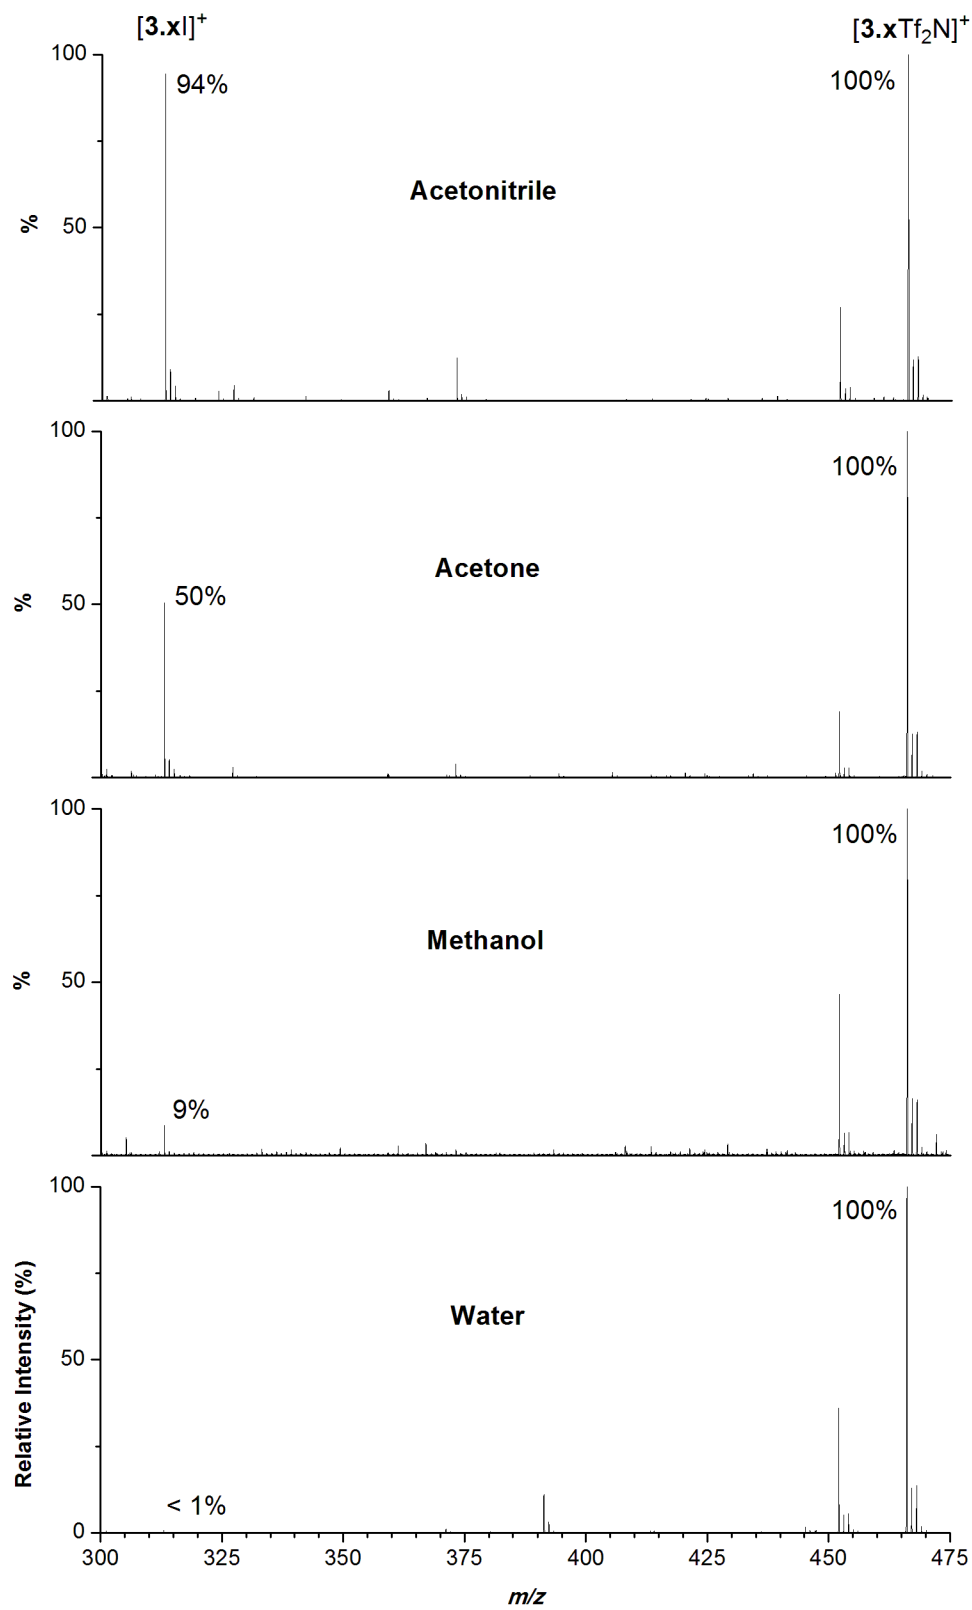 [3.xI]⁺ [3.xTf₂N]⁺
100
94%
100%
Acetonitrile
%
50
100
100%
Acetone
50%
%
50
100
100%
Methanol
%
50
9%
100
100%
Water
Relative Intensity (%)
50
< 1%
0
300 325 350 375 400 425 450 475
m/z